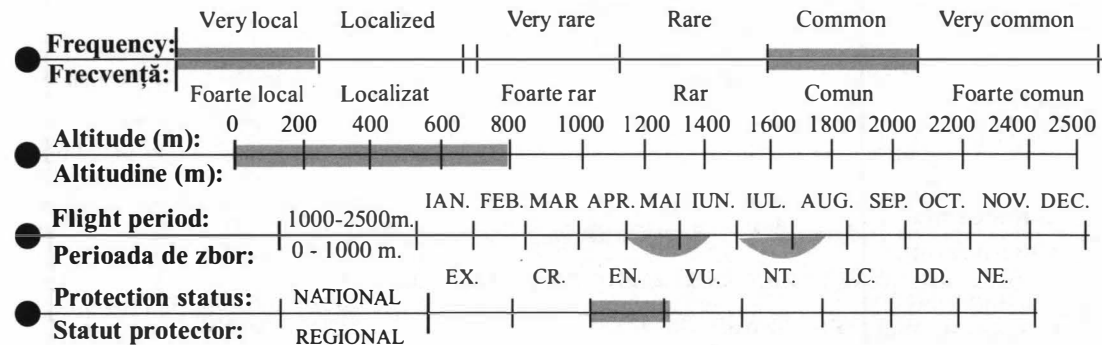 Very local Localized Very rare Rare Common Very common
Frequency:
Frecvență:
Foarte local Localizat Foarte rar Rar Comun Foarte comun
Altitude (m): 0 200 400 600 800 1000 1200 1400 1600 1800 2000 2200 2400 2500
Altitudine (m):
IAN. FEB. MAR APR. MAI IUN. IUL. AUG. SEP. OCT. NOV. DEC.
Flight period: 1000-2500m.
Perioada de zbor: 0 - 1000 m.
EX. CR. EN. VU. NT. LC. DD. NE.
Protection status: NATIONAL
Statut protector: REGIONAL